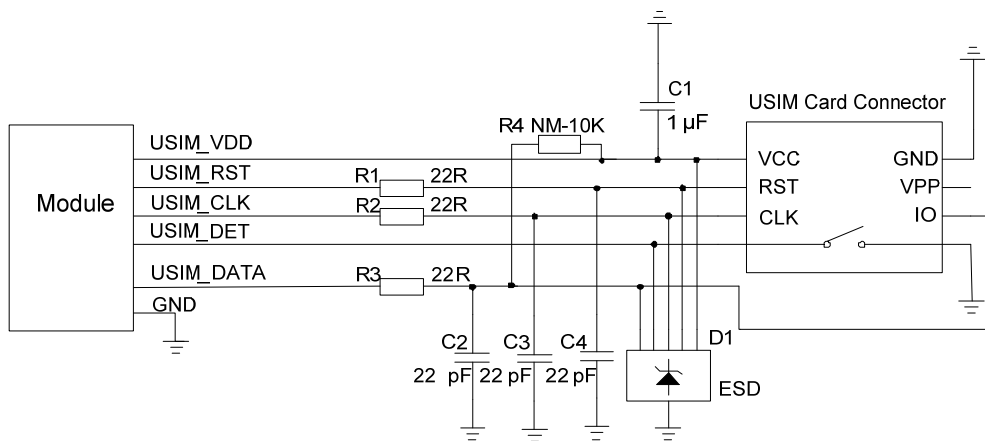 C1
1 μF
USIM Card Connector
R4 NM-10K
Module
USIM_VDD
USIM_RST
USIM_CLK
USIM_DET
USIM_DATA
GND
R1 22R
R2 22R
R3 22R
VCC
RST
CLK
GND
VPP
IO
C2
22 pF
C3
22 pF
C4
22 pF
D1
ESD